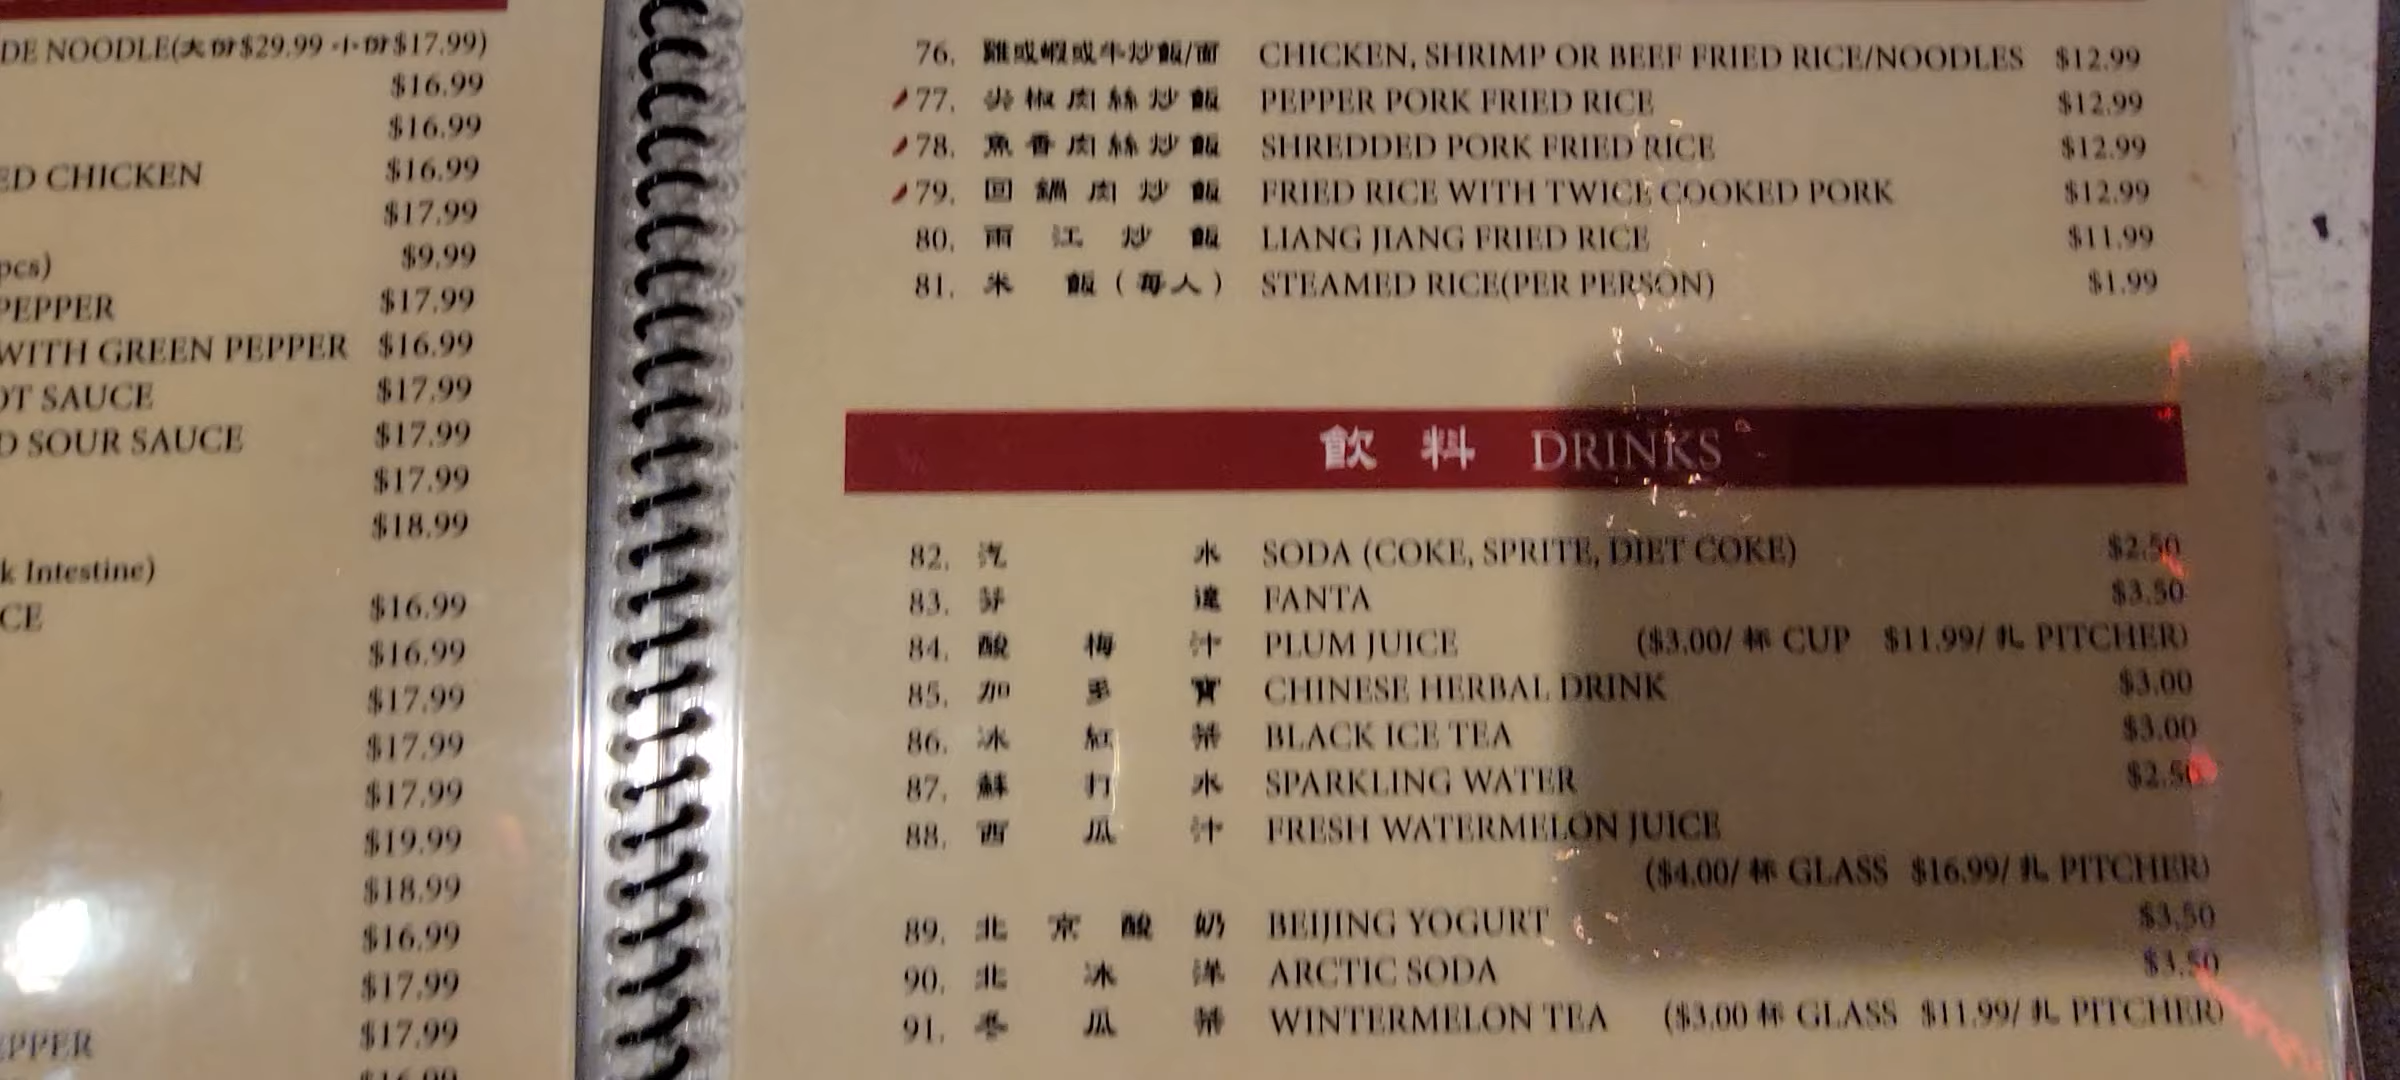 DE NOODLE(大份$29.99 小份$17.99)
$16.99
$16.99
ED CHICKEN $16.99
$17.99
pcs) $9.99
PEPPER $17.99
WITH GREEN PEPPER $16.99
OT SAUCE $17.99
D SOUR SAUCE $17.99
$17.99
$18.99
k Intestine)
CE $16.99
$16.99
$17.99
$17.99
$17.99
$19.99
$18.99
$16.99
$17.99
EPPER $17.99
$16.99
76. 雞或蝦或牛炒飯/面 CHICKEN, SHRIMP OR BEEF FRIED RICE/NOODLES $12.99
77. 尖椒肉絲炒飯 PEPPER PORK FRIED RICE $12.99
78. 魚香肉絲炒飯 SHREDDED PORK FRIED RICE $12.99
79. 回鍋肉炒飯 FRIED RICE WITH TWICE COOKED PORK $12.99
80. 兩江炒飯 LIANG JIANG FRIED RICE $11.99
81. 米飯(每人) STEAMED RICE(PER PERSON) $1.99
飲料 DRINKS
82. 汽水 SODA (COKE, SPRITE, DIET COKE) $2.50
83. 芬達 FANTA $3.50
84. 酸梅汁 PLUM JUICE ($3.00/ 杯 CUP $11.99/ 扎 PITCHER)
85. 加多寶 CHINESE HERBAL DRINK $3.00
86. 冰紅茶 BLACK ICE TEA $3.00
87. 蘇打水 SPARKLING WATER $2.50
88. 西瓜汁 FRESH WATERMELON JUICE
($4.00/ 杯 GLASS $16.99/ 扎 PITCHER)
89. 北京酸奶 BEIJING YOGURT $3.50
90. 北冰洋 ARCTIC SODA $3.50
91. 冬瓜茶 WINTERMELON TEA ($3.00 杯 GLASS $11.99/ 扎 PITCHER)